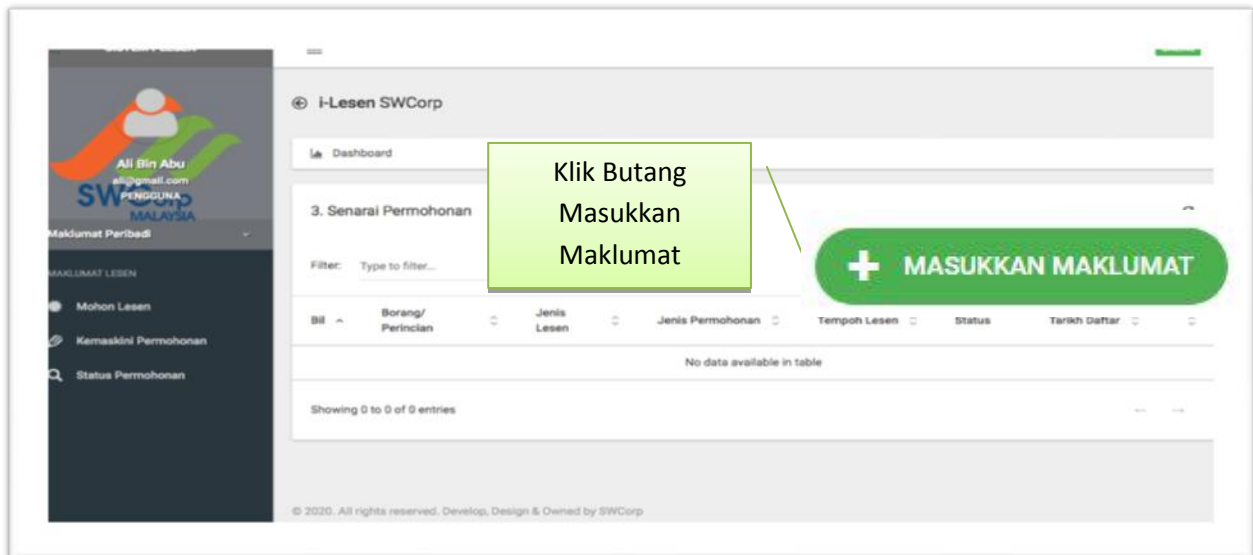 i-Lesen SWCorp
Dashboard
Ali Bin Abu
ali@gmail.com
PENGGUNA
SWCorp
MALAYSIA
Maklumat Peribadi
MAKLUMAT LESEN
Mohon Lesen
Kemaskini Permohonan
Status Permohonan
Klik Butang
Masukkan
Maklumat
3. Senarai Permohonan
MASUKKAN MAKLUMAT
Filter: Type to filter...
Bil Borang/ Perincian Jenis Lesen Jenis Permohonan Tempoh Lesen Status Tarikh Daftar
No data available in table
Showing 0 to 0 of 0 entries
© 2020. All rights reserved. Develop, Design & Owned by SWCorp